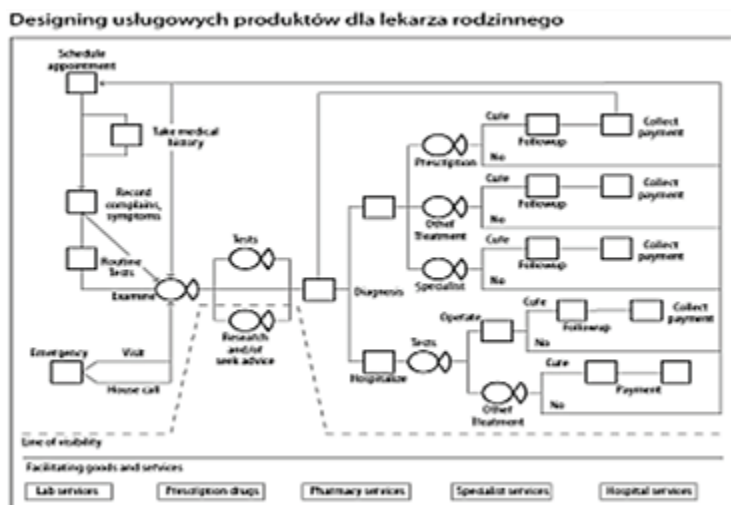 Designing usługowych produktów dla lekarza rodzinnego
Schedule
appointment
Take medical
history
Record
complains,
symptoms
Routine
Tests
Examine
Emergency
Visit
House call
Tests
Research
and/of
seek advice
Diagnosis
Prescription
Cure
No
Followup
Collect
payment
Other
Treatment
Cure
No
Followup
Collect
payment
Specialist
Cure
No
Followup
Collect
payment
Hospitalize
Tests
Operate
Cure
No
Followup
Collect
payment
Other
Treatment
Cure
No
Payment
Line of visibility
Facilitating goods and services
Lab services
Prescription drugs
Pharmacy services
Specialist services
Hospital services